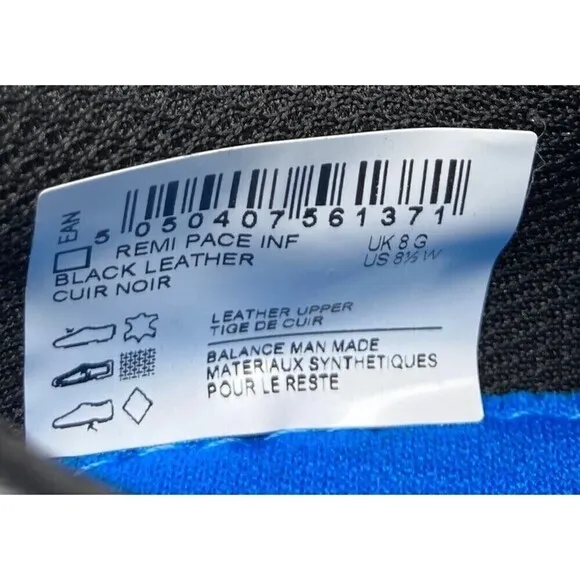 EAN
5 050407 561371
REMI PACE INF
UK 8 G
BLACK LEATHER
US 8½ W
CUIR NOIR
LEATHER UPPER
TIGE DE CUIR
BALANCE MAN MADE
MATERIAUX SYNTHÉTIQUES
POUR LE RESTE